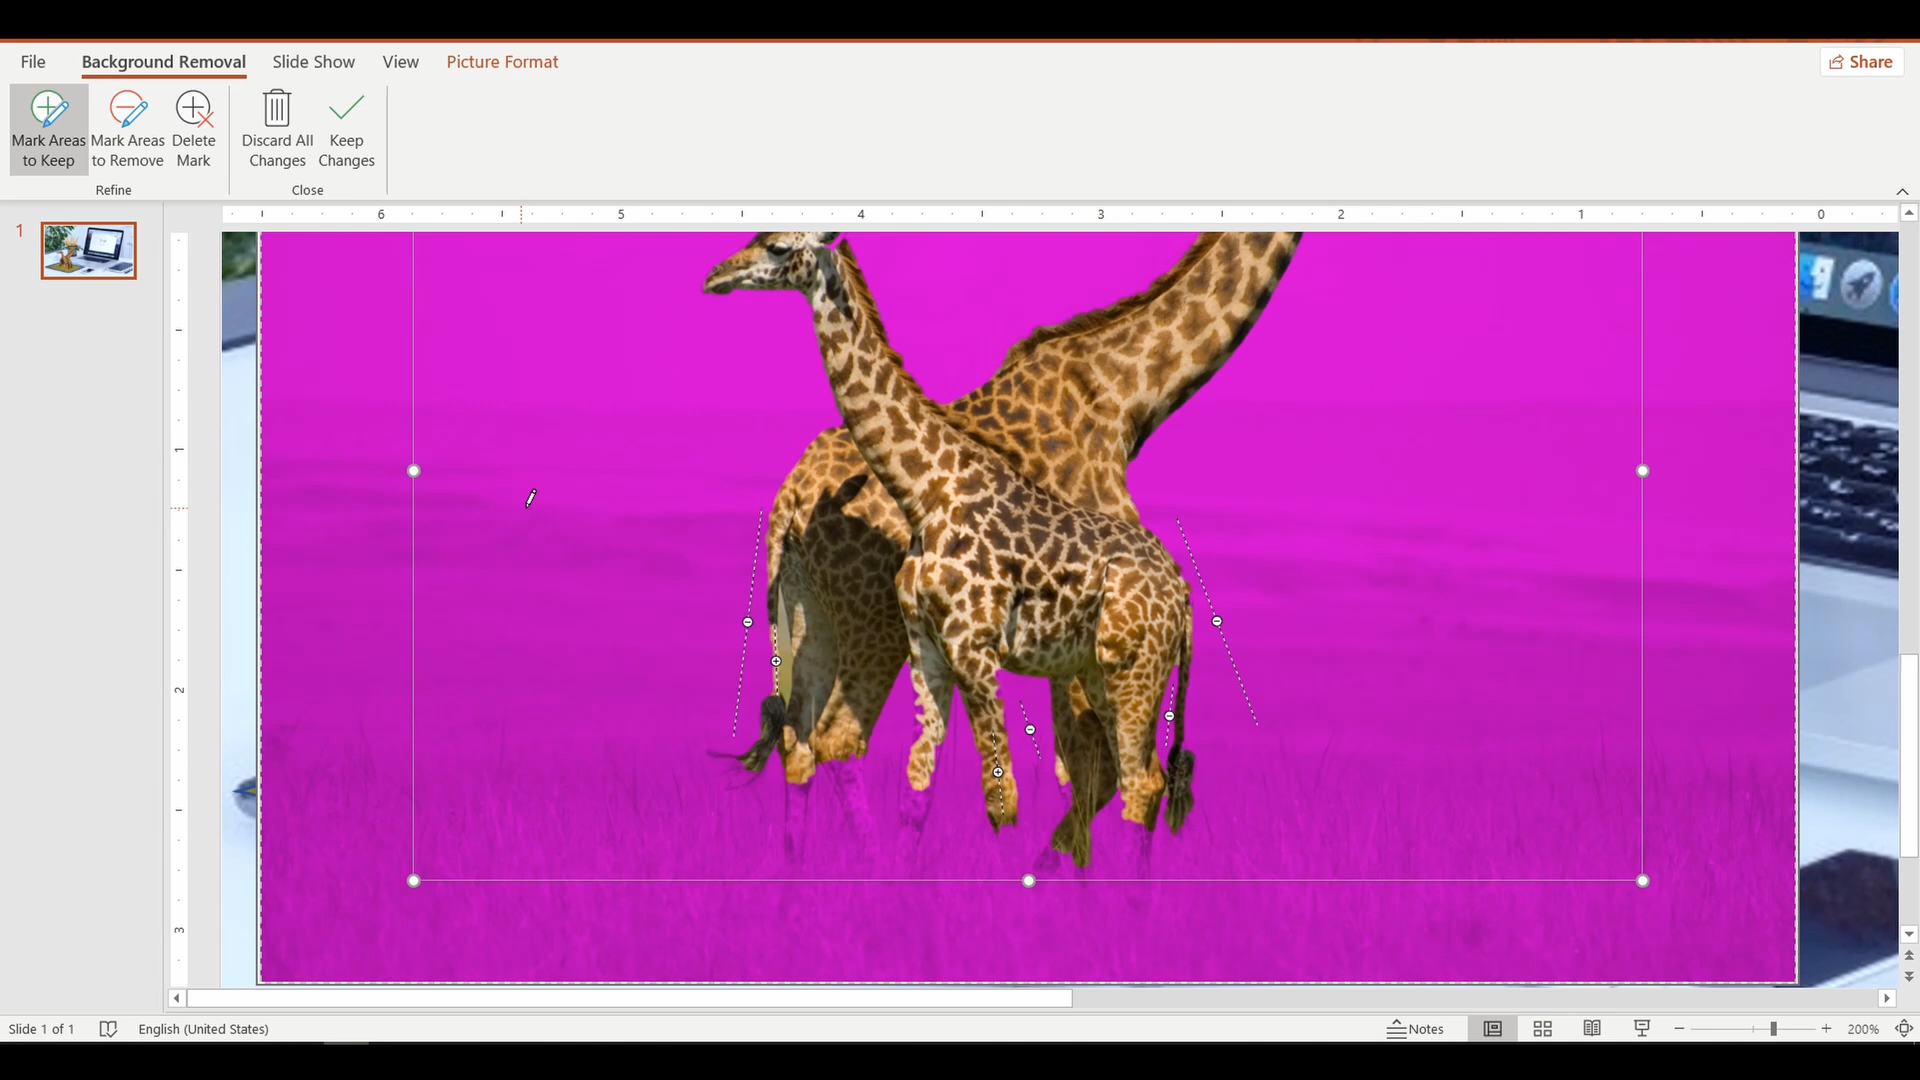 File Background Removal Slide Show View Picture Format Share
Mark Areas to Keep
Mark Areas to Remove
Delete Mark
Discard All Changes
Keep Changes
Refine
Close
6 5 4 3 2 1 0
1
1
2
3
Slide 1 of 1 English (United States) Notes 200%